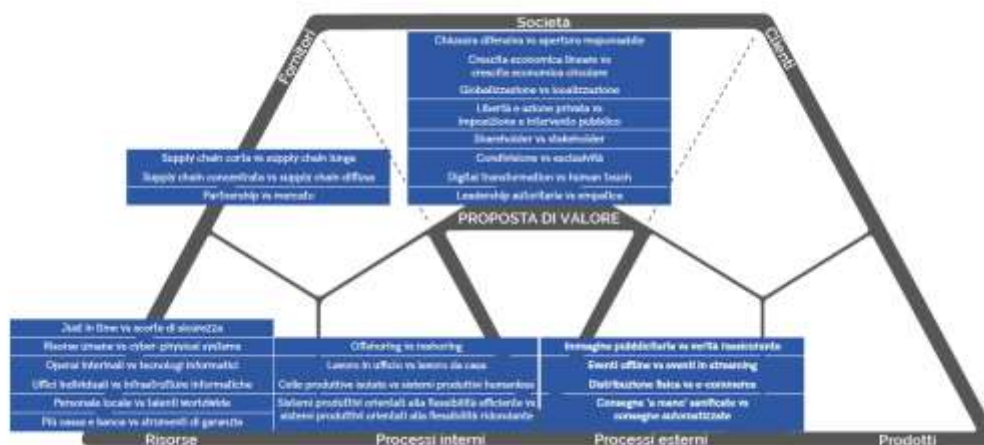 Società
Fornitori
Clienti
Chiusura difensiva vs apertura responsabile
Crescita economica lineare vs
crescita economica circolare
Globalizzazione vs localizzazione
Libertà e azione privata vs
imposizione e intervento pubblico
Shareholder vs stakeholder
Condivisione vs esclusività
Digital transformation vs human touch
Leadership autoritaria vs empatica
Supply chain corta vs supply chain lunga
Supply chain concentrata vs supply chain diffusa
Partnership vs mercato
PROPOSTA DI VALORE
Just in time vs scorte di sicurezza
Risorse umane vs cyber-physical systems
Operai interinali vs tecnologi informatici
Uffici individuali vs infrastrutture informatiche
Personale locale vs talenti worldwide
Più cassa e banca vs strumenti di garanzia
Offshoring vs reshoring
Lavoro in ufficio vs lavoro da casa
Celle produttive isolate vs sistemi produttivi
Sistemi produttivi orientati alla flessibilità efficiente vs
sistemi produttivi orientati alla flessibilità ridondante
Immagine pubblicitaria vs verità rassicurante
Eventi offline vs eventi in streaming
Distribuzione fisica vs e-commerce
Consegne 'a mano' sanificate vs
consegne automatizzate
Risorse
Processi interni
Processi esterni
Prodotti